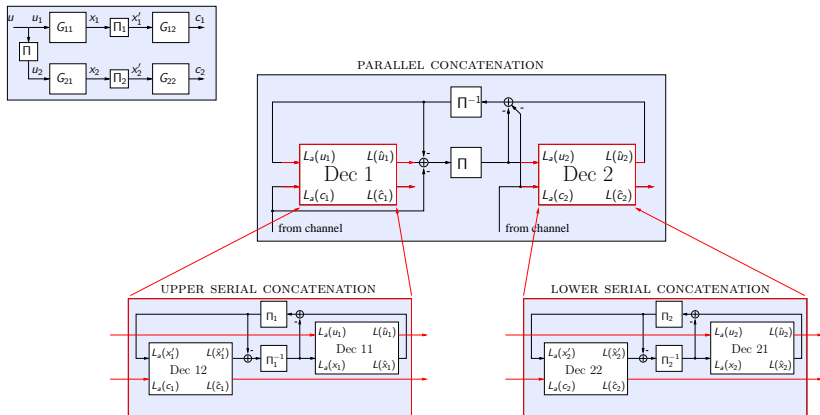 u u₁ G₁₁ x₁ Π₁ x₁′ G₁₂ c₁
Π
u₂ G₂₁ x₂ Π₂ x₂′ G₂₂ c₂
PARALLEL CONCATENATION
Π⁻¹ - -
-
Lₐ(u₁) L(û₁) - Π Lₐ(u₂) L(û₂)
Dec 1 Dec 2
Lₐ(c₁) L(ĉ₁) Lₐ(c₂) L(ĉ₂)
from channel from channel
UPPER SERIAL CONCATENATION LOWER SERIAL CONCATENATION
Π₁ - Π₂ -
Lₐ(u₁) L(û₁) Lₐ(u₂) L(û₂)
Lₐ(x₁′) L(x̂₁′) - Π₁⁻¹ Dec 11 Lₐ(x₂′) L(x̂₂′) - Π₂⁻¹ Dec 21
Dec 12 Lₐ(x₁) L(x̂₁) Dec 22 Lₐ(x₂) L(x̂₂)
Lₐ(c₁) L(ĉ₁) Lₐ(c₂) L(ĉ₂)